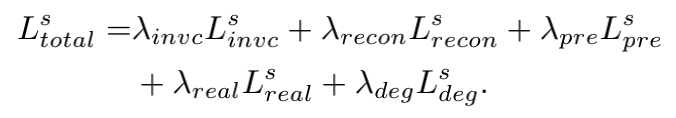 L^s_{total} = λ_{invc} L^s_{invc} + λ_{recon} L^s_{recon} + λ_{pre} L^s_{pre}
+ λ_{real} L^s_{real} + λ_{deg} L^s_{deg}.